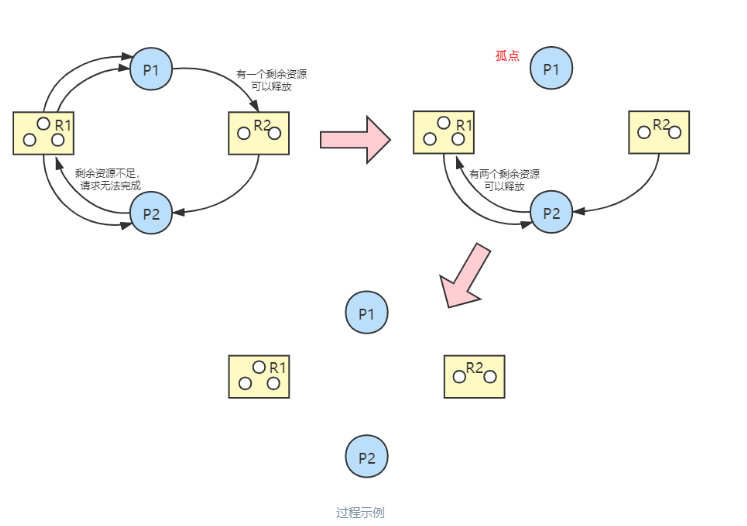 孤点
P1
P1
有一个剩余资源
可以释放
R1
R2
R1
R2
剩余资源不足，
请求无法完成
有两个剩余资源
可以释放
P2
P2
P1
R1
R2
P2
过程示例